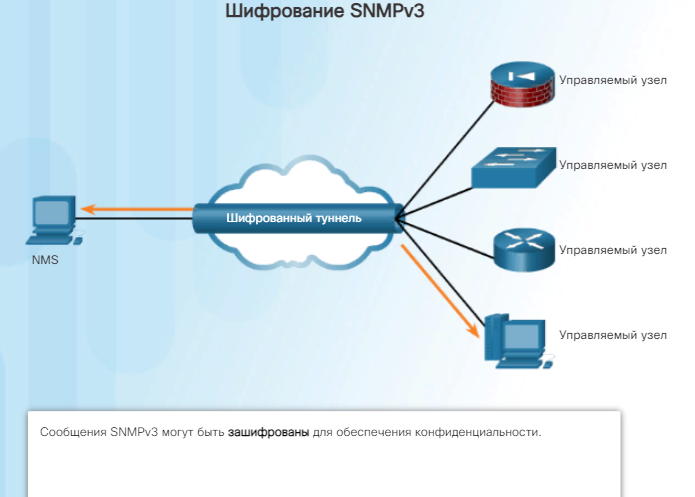 Шифрование SNMPv3
Управляемый узел
Управляемый узел
Шифрованный туннель
NMS
Управляемый узел
Управляемый узел
Сообщения SNMPv3 могут быть зашифрованы для обеспечения конфиденциальности.